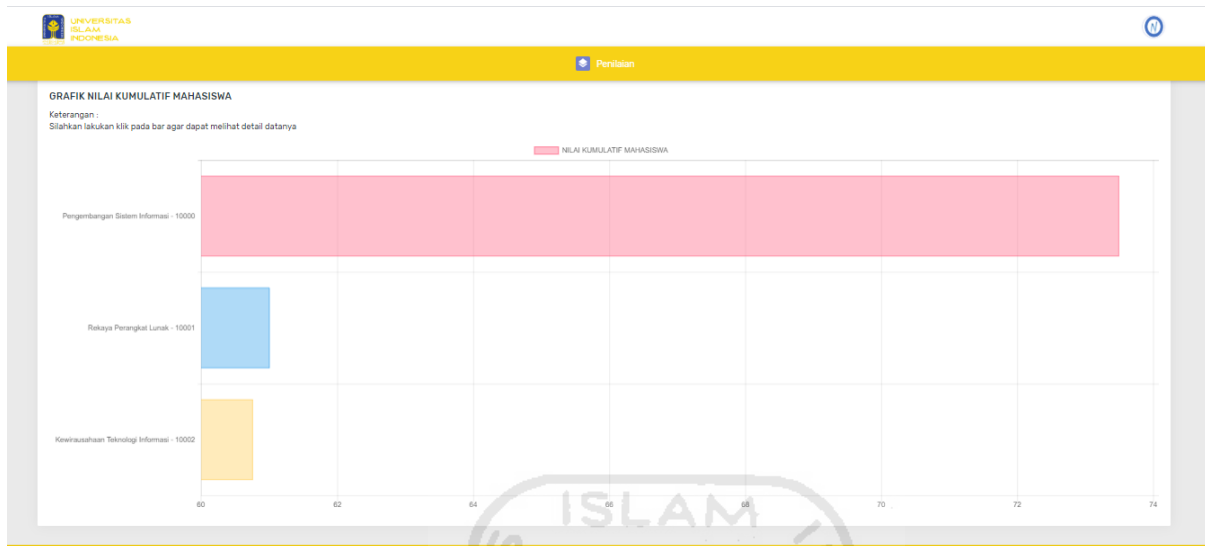 UNIVERSITAS
ISLAM
INDONESIA
N
Penilaian
GRAFIK NILAI KUMULATIF MAHASISWA
Keterangan :
Silahkan lakukan klik pada bar agar dapat melihat detail datanya
NILAI KUMULATIF MAHASISWA
Pengembangan Sistem Informasi - 10000
Rekaya Perangkat Lunak - 10001
Kewirausahaan Teknologi Informasi - 10002
60 62 64 66 68 70 72 74
ISLAM